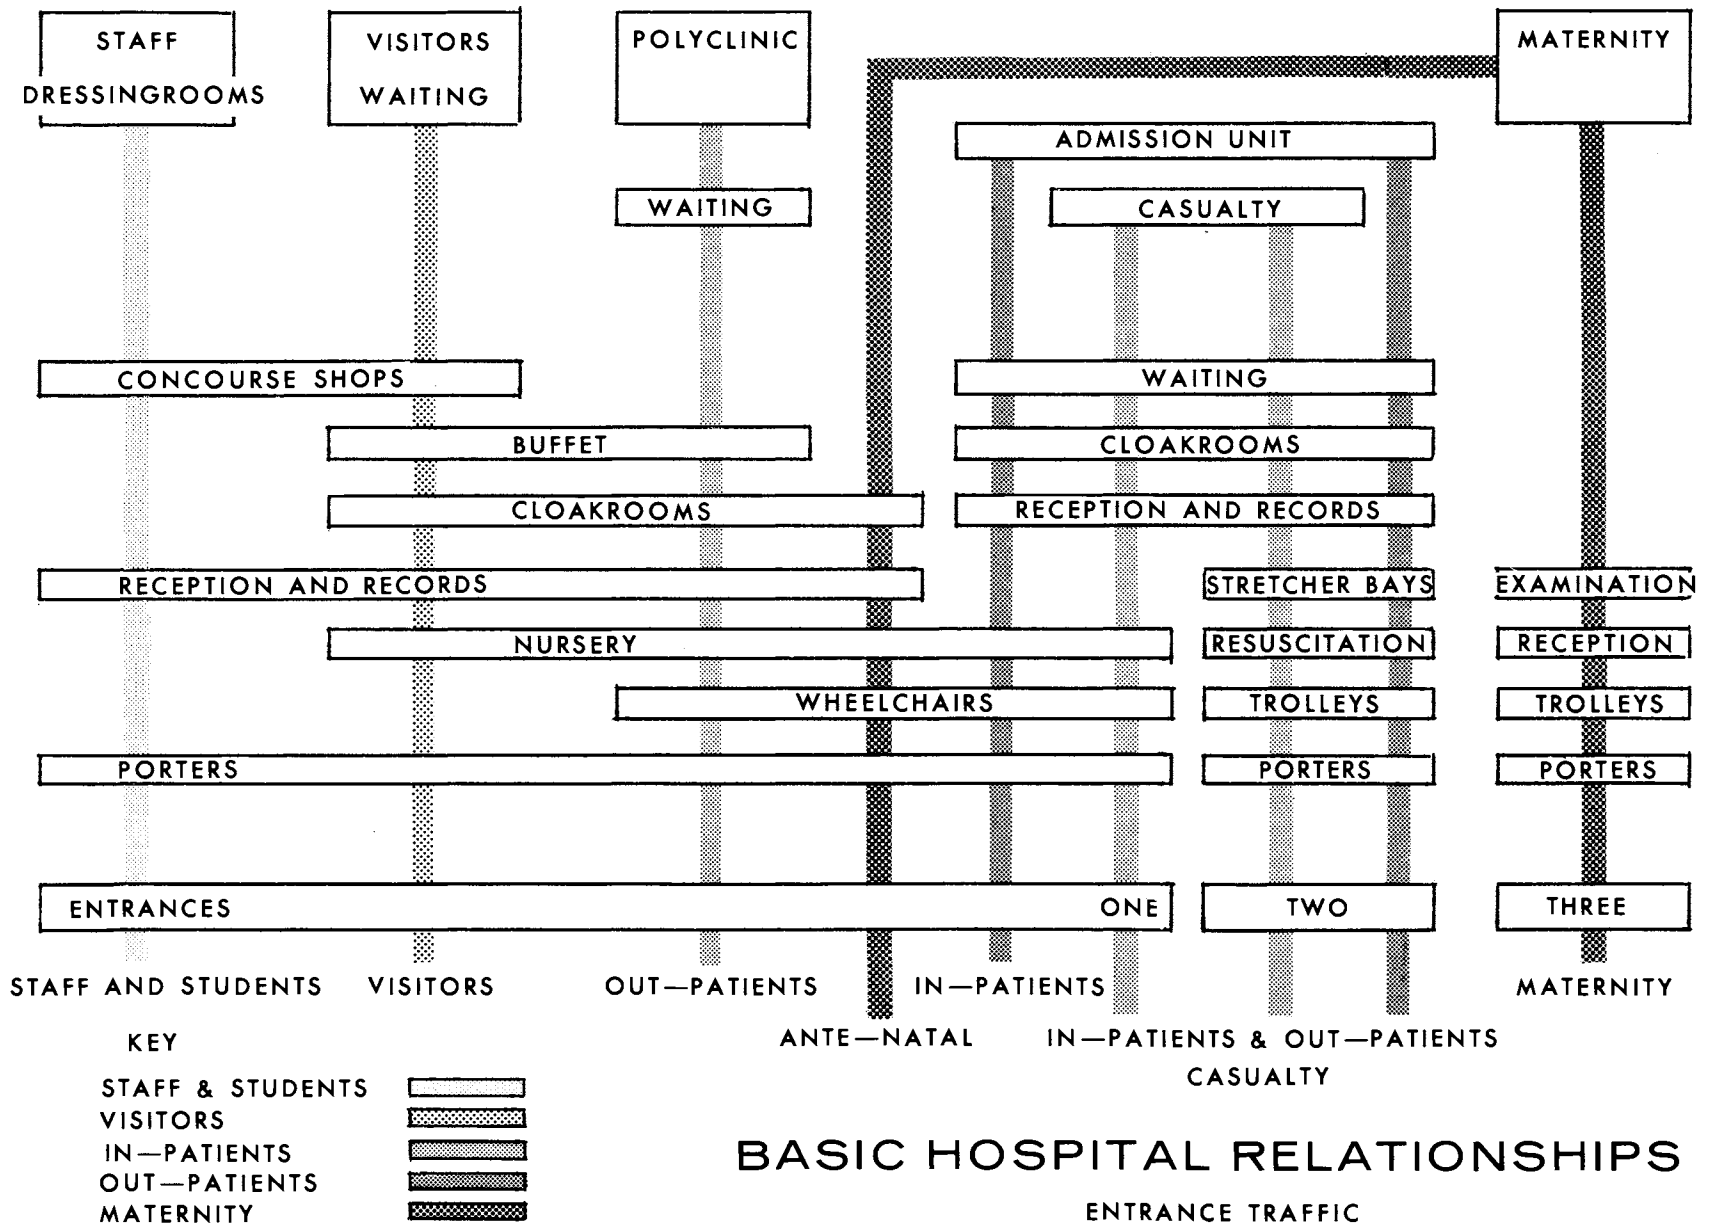 STAFF
DRESSINGROOMS
VISITORS
WAITING
POLYCLINIC
MATERNITY
ADMISSION UNIT
WAITING
CASUALTY
CONCOURSE SHOPS
WAITING
BUFFET
CLOAKROOMS
CLOAKROOMS
RECEPTION AND RECORDS
RECEPTION AND RECORDS
STRETCHER BAYS
EXAMINATION
NURSERY
RESUSCITATION
RECEPTION
WHEELCHAIRS
TROLLEYS
TROLLEYS
PORTERS
PORTERS
PORTERS
ENTRANCES
ONE
TWO
THREE
STAFF AND STUDENTS
VISITORS
OUT—PATIENTS
IN—PATIENTS
MATERNITY
ANTE—NATAL
IN—PATIENTS & OUT—PATIENTS
CASUALTY
KEY
STAFF & STUDENTS
VISITORS
IN—PATIENTS
OUT—PATIENTS
MATERNITY
BASIC HOSPITAL RELATIONSHIPS
ENTRANCE TRAFFIC